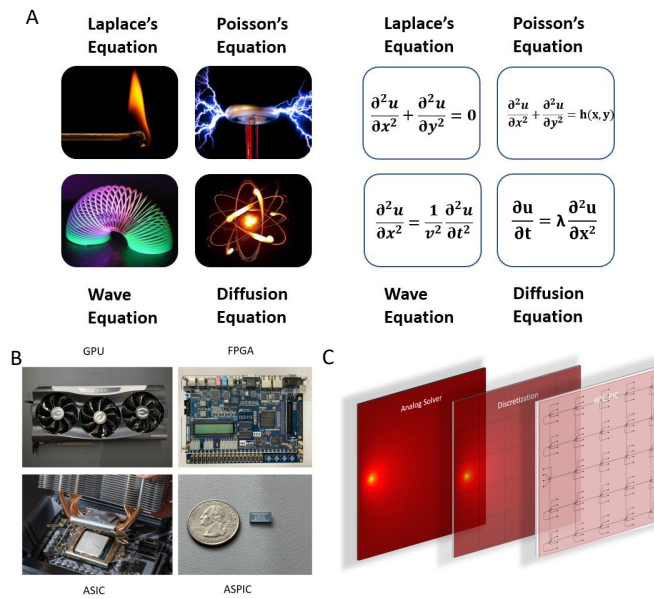 A
Laplace's
Equation
Poisson's
Equation
Laplace's
Equation
Poisson's
Equation
∂²u/∂x² + ∂²u/∂y² = 0
∂²u/∂x² + ∂²u/∂y² = h(x,y)
∂²u/∂x² = 1/v² ∂²u/∂t²
∂u/∂t = λ ∂²u/∂x²
Wave
Equation
Diffusion
Equation
Wave
Equation
Diffusion
Equation
B
GPU
FPGA
ASIC
ASPIC
C
Analog Solver
Discretization